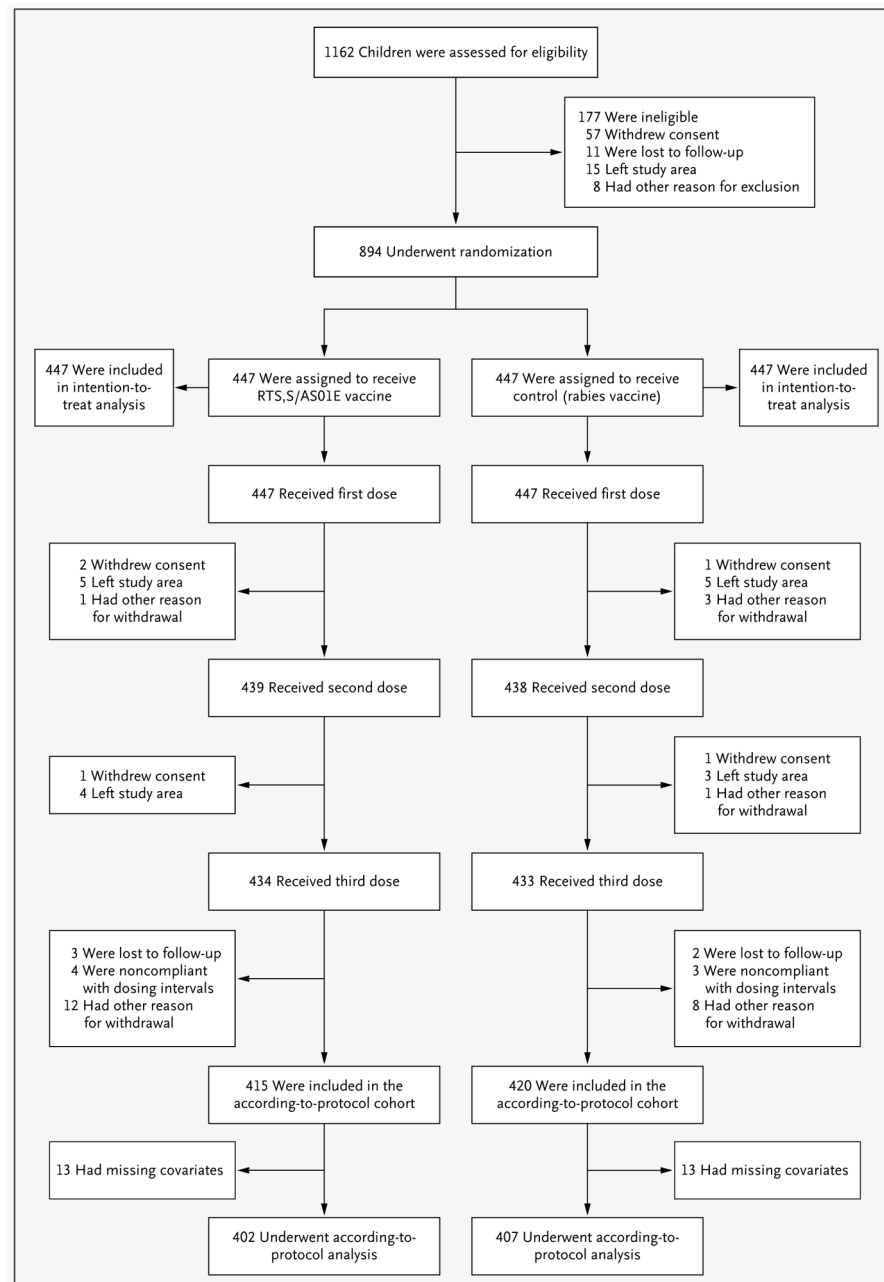 1162 Children were assessed for eligibility
177 Were ineligible
57 Withdrew consent
11 Were lost to follow-up
15 Left study area
8 Had other reason for exclusion
894 Underwent randomization
447 Were included
in intention-to-
treat analysis
447 Were assigned to receive
RTS,S/AS01E vaccine
447 Were assigned to receive
control (rabies vaccine)
447 Were included
in intention-to-
treat analysis
447 Received first dose
447 Received first dose
2 Withdrew consent
5 Left study area
1 Had other reason
for withdrawal
1 Withdrew consent
5 Left study area
3 Had other reason
for withdrawal
439 Received second dose
438 Received second dose
1 Withdrew consent
4 Left study area
1 Withdrew consent
3 Left study area
1 Had other reason
for withdrawal
434 Received third dose
433 Received third dose
3 Were lost to follow-up
4 Were noncompliant
with dosing intervals
12 Had other reason
for withdrawal
2 Were lost to follow-up
3 Were noncompliant
with dosing intervals
8 Had other reason
for withdrawal
415 Were included in the
according-to-protocol cohort
420 Were included in the
according-to-protocol cohort
13 Had missing covariates
13 Had missing covariates
402 Underwent according-to-
protocol analysis
407 Underwent according-to-
protocol analysis